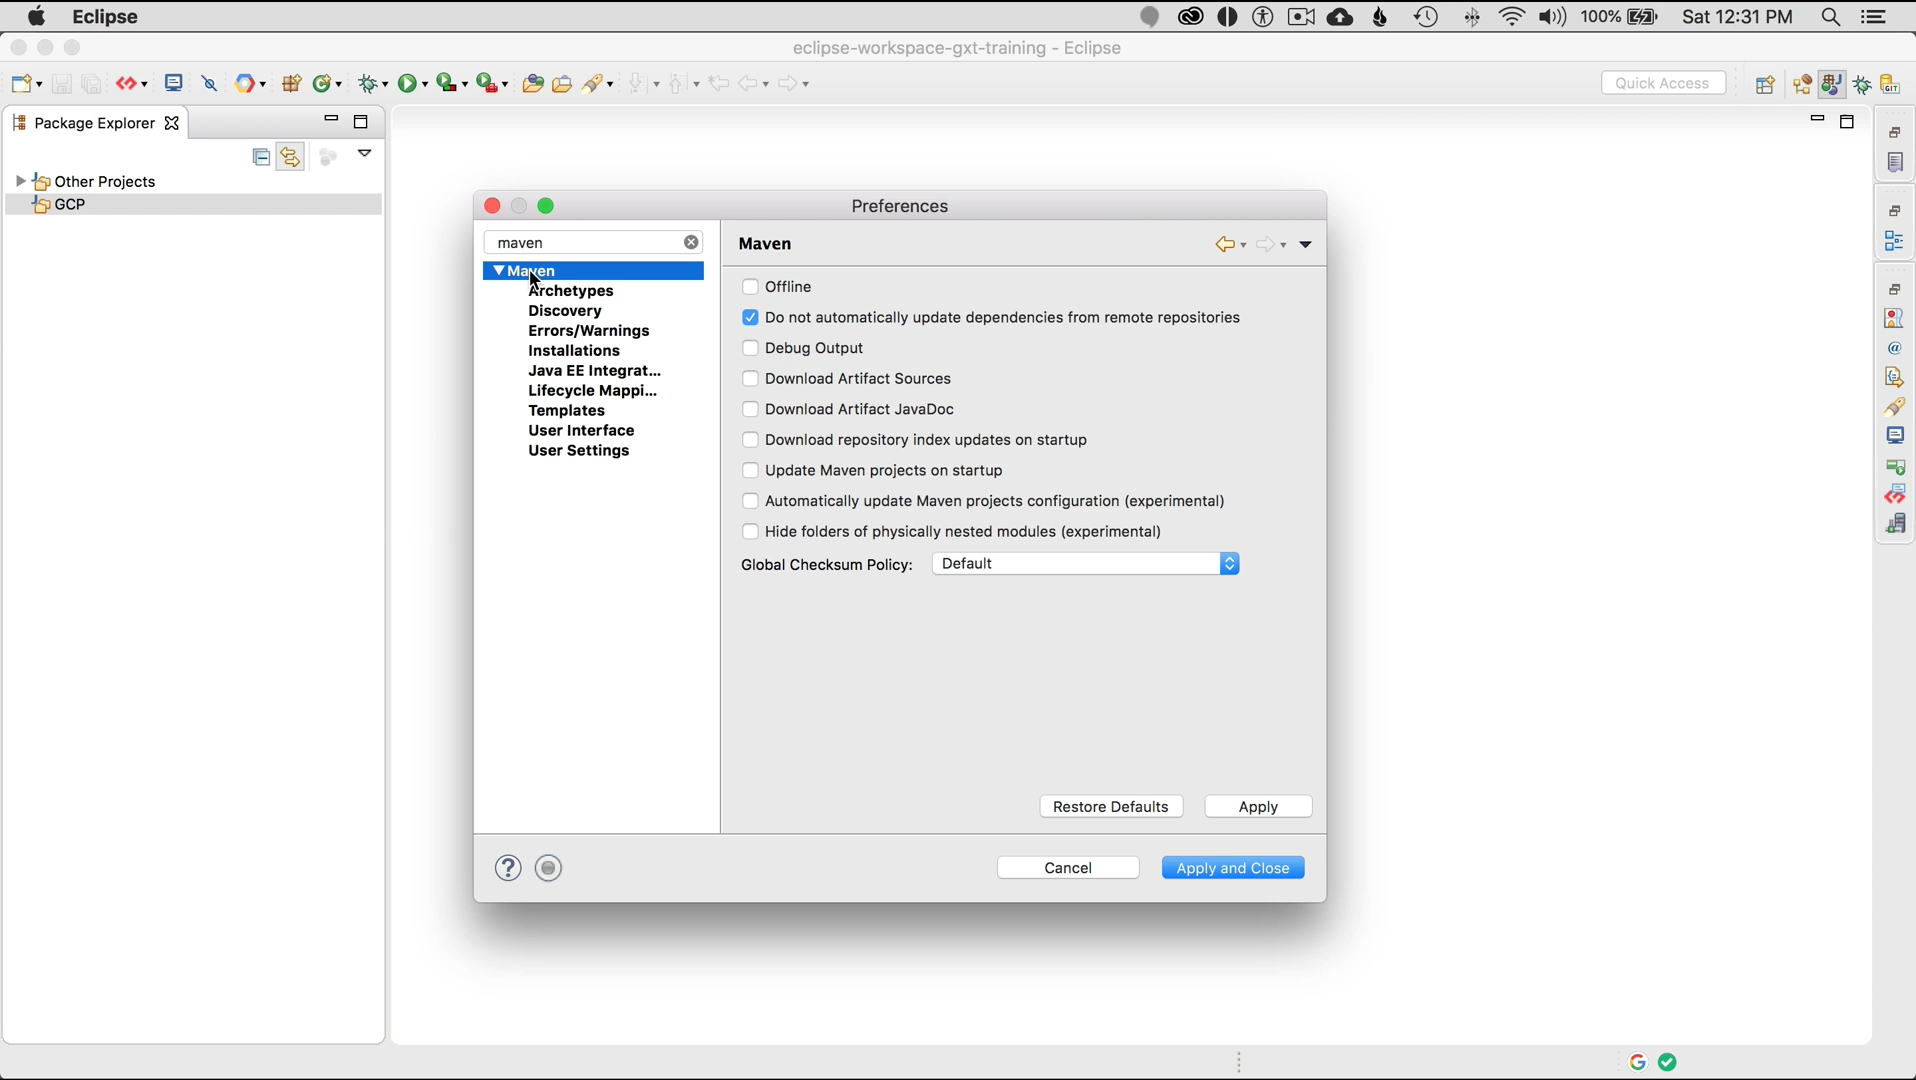 Eclipse
100%
Sat 12:31 PM
eclipse-workspace-gxt-training - Eclipse
Quick Access
Package Explorer
Other Projects
GCP
Preferences
maven
Maven
Archetypes
Discovery
Errors/Warnings
Installations
Java EE Integrat...
Lifecycle Mappi...
Templates
User Interface
User Settings
Maven
Offline
Do not automatically update dependencies from remote repositories
Debug Output
Download Artifact Sources
Download Artifact JavaDoc
Download repository index updates on startup
Update Maven projects on startup
Automatically update Maven projects configuration (experimental)
Hide folders of physically nested modules (experimental)
Global Checksum Policy: Default
Restore Defaults
Apply
Cancel
Apply and Close